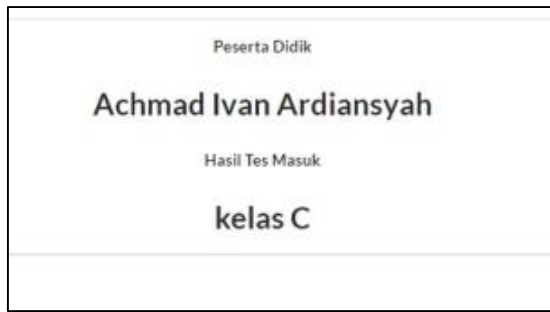 Peserta Didik
Achmad Ivan Ardiansyah
Hasil Tes Masuk
kelas C